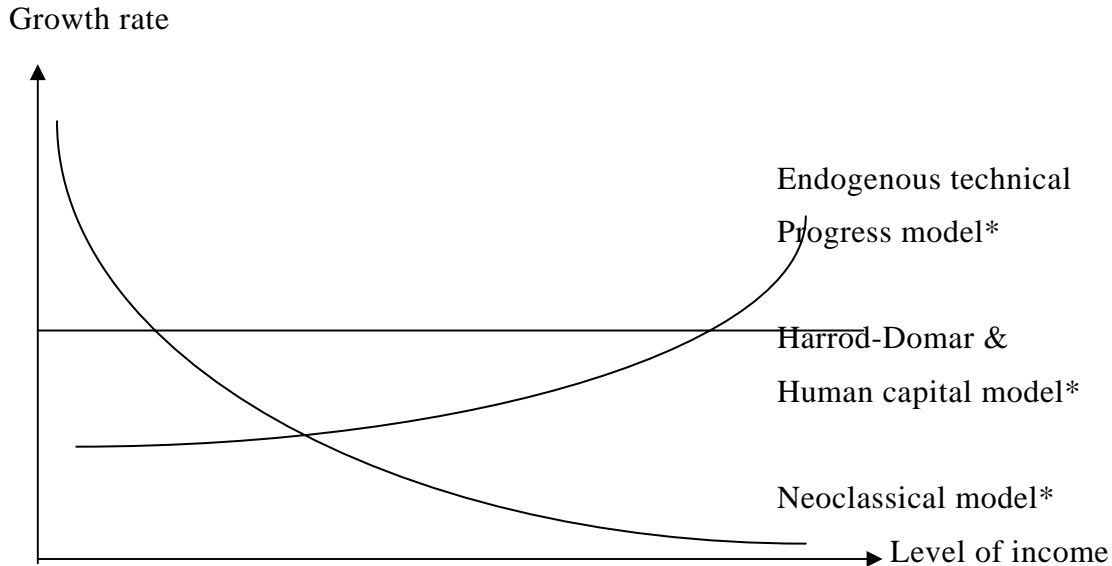 Growth rate
Endogenous technical
Progress model*
Harrod-Domar &
Human capital model*
Neoclassical model*
Level of income